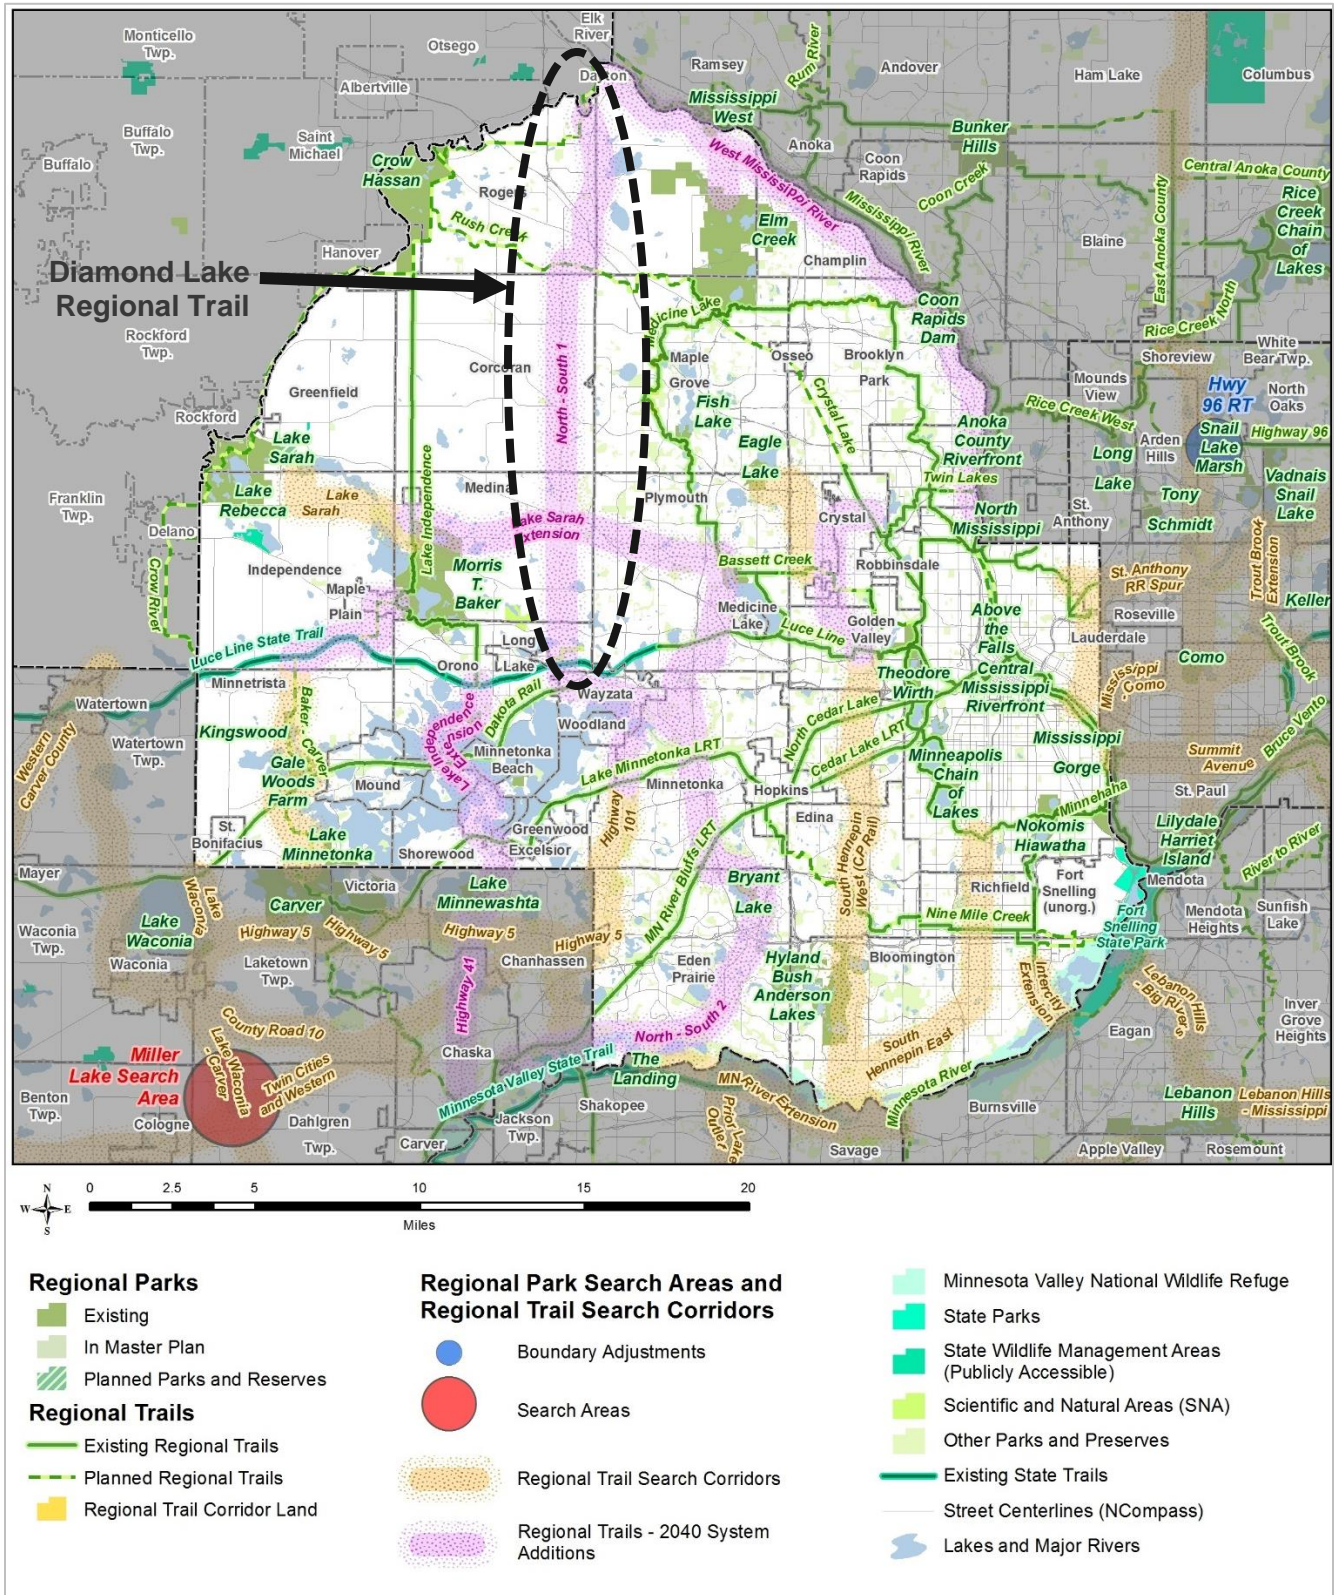 Elk
River
Monticello
Twp.
Otsego
Dayton
Ramsey
Rum River
Andover
Ham Lake
Columbus
Albertville
Mississippi
West
Buffalo
Twp.
Saint
Michael
Buffalo
Crow
Hassan
Anoka
West Mississippi River
Bunker
Hills
Coon
Rapids
Coon Creek
Central Anoka County
Rice
Creek
Chain
of
Lakes
Rogers
Rush Creek
Elm
Creek
Mississippi River
East Anoka County
Blaine
Hanover
Champlin
Diamond Lake
Regional Trail
Rockford
Twp.
Medicine Lake
Coon
Rapids
Dam
Rice Creek North
Shoreview
White
Bear Twp.
Corcoran
North - South 1
Maple
Grove
Osseo
Brooklyn
Park
Mounds
View
Hwy
96 RT
North
Oaks
Greenfield
Rockford
Fish
Lake
Crystal Lake
Rice Creek West
Anoka
County
Riverfront
Arden
Hills
Snail
Lake
Marsh
Highway 96
Lake
Sarah
Eagle
Lake
Long
Lake
Vadnais
Snail
Lake
Franklin
Twp.
Lake
Rebecca
Lake
Sarah
Lake Independence
Medina
Plymouth
Twin Lakes
St.
Anthony
Tony
Schmidt
Delano
Lake Sarah
Extension
Crystal
North
Mississippi
Trout Brook
Extension
Crow River
Independence
Morris
T.
Baker
Bassett Creek
Robbinsdale
St. Anthony
RR Spur
Maple
Plain
Medicine
Lake
Above
the
Falls
Roseville
Keller
Luce Line State Trail
Long
Lake
Luce Line
Golden
Valley
Lauderdale
Trout Brook
Orono
Central
Mississippi
Riverfront
Mississippi
- Como
Como
Minnetrista
Theodore
Wirth
Watertown
Baker - Carver
Dakota Rail
Wayzata
Western
Carver County
Watertown
Twp.
Kingswood
Lake Independence
Extension
Woodland
North Cedar Lake
Cedar Lake LRT
Mississippi
Gorge
Bruce Vento
Gale
Woods
Farm
Minnetonka
Beach
Lake Minnetonka LRT
Minneapolis
Chain
of
Lakes
Summit
Avenue
Mound
Minnetonka
Hopkins
Minnehaha
St. Paul
St.
Bonifacius
Lake
Minnetonka
Greenwood
Excelsior
Highway
101
Edina
Nokomis
Hiawatha
Lilydale
Harriet
Island
Shorewood
River to River
Mayer
Lake
Waconia
Victoria
Lake
Minnewashta
MN River Bluffs LRT
Bryant
Lake
South Hennepin
West (CP Rail)
Richfield
Fort
Snelling
(unorg.)
Mendota
Carver
Lake
Waconia
Nine Mile Creek
Fort
Snelling
State Park
Mendota
Heights
Sunfish
Lake
Waconia
Twp.
Highway 5
Highway 5
Highway 5
Highway 5
Waconia
Laketown
Twp.
Chanhassen
Eden
Prairie
Hyland
Bush
Anderson
Lakes
Bloomington
Intercity
Extension
Lebanon Hills
- Big Rivers
Highway 41
Inver
Grove
Heights
County Road 10
North - South 2
South
Hennepin East
Eagan
Miller
Lake Search
Area
Lake Waconia
- Carver
Twin Cities
and Western
Chaska
Minnesota Valley State Trail
The
Landing
Minnesota River
Benton
Twp.
Cologne
Dahlgren
Twp.
Carver
Jackson
Twp.
Shakopee
MN River Extension
Prior Lake
Outlet
Savage
Burnsville
Lebanon
Hills
Lebanon Hills
- Mississippi
Apple Valley
Rosemount
N
W E
S
0 2.5 5 10 15 20
Miles
Regional Parks
Existing
In Master Plan
Planned Parks and Reserves
Regional Trails
Existing Regional Trails
Planned Regional Trails
Regional Trail Corridor Land
Regional Park Search Areas and
Regional Trail Search Corridors
Boundary Adjustments
Search Areas
Regional Trail Search Corridors
Regional Trails - 2040 System
Additions
Minnesota Valley National Wildlife Refuge
State Parks
State Wildlife Management Areas
(Publicly Accessible)
Scientific and Natural Areas (SNA)
Other Parks and Preserves
Existing State Trails
Street Centerlines (NCompass)
Lakes and Major Rivers